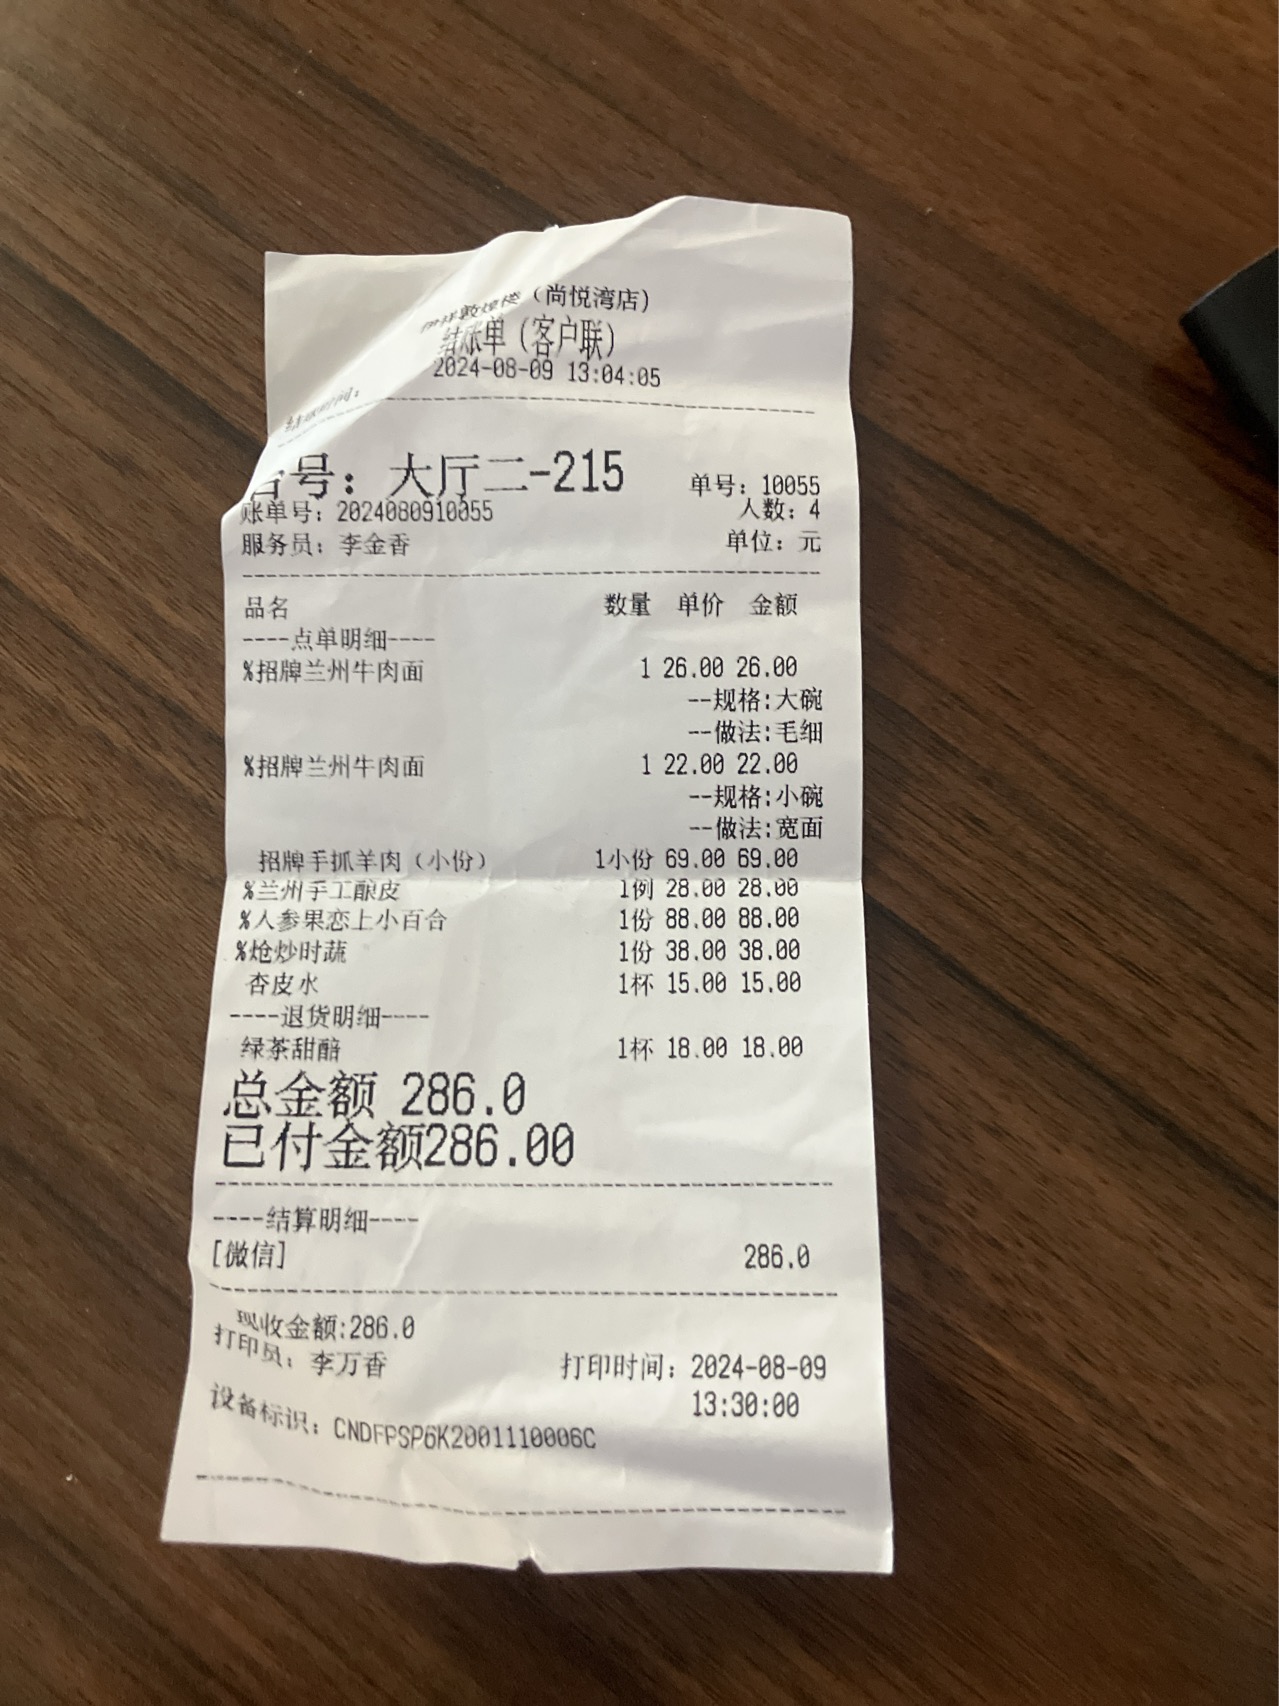 敦煌楼（尚悦湾店）
结账单（客户联）
结账时间： 2024-08-09 13:04:05
台号：大厅二-215 单号：10055
账单号：2024080910055 人数：4
服务员：李金香 单位：元
品名 数量 单价 金额
----点单明细----
%招牌兰州牛肉面 1 26.00 26.00
--规格:大碗
--做法:毛细
%招牌兰州牛肉面 1 22.00 22.00
--规格:小碗
--做法:宽面
招牌手抓羊肉（小份） 1小份 69.00 69.00
%兰州手工酿皮 1例 28.00 28.00
%人参果恋上小百合 1份 88.00 88.00
%炝炒时蔬 1份 38.00 38.00
杏皮水 1杯 15.00 15.00
----退货明细----
绿茶甜醅 1杯 18.00 18.00
总金额 286.0
已付金额286.00
----结算明细----
[微信] 286.0
现收金额:286.0
打印员：李万香 打印时间：2024-08-09
13:30:00
设备标识：CNDFPSP6K2001110006C